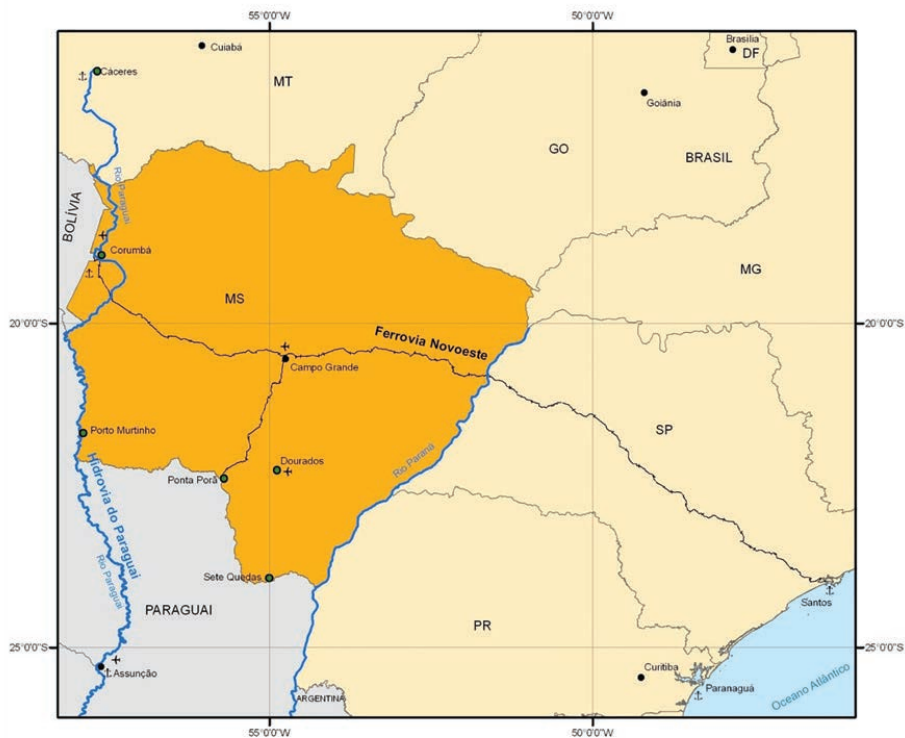 55°0'0"W
50°0'0"W
Cuiabá
Brasília
DF
Cáceres
MT
Goiânia
GO
BRASIL
Rio Paraguai
BOLÍVIA
Corumbá
MG
MS
20°0'0"S
20°0'0"S
Ferrovia Novoeste
Campo Grande
SP
Porto Murtinho
Rio Paraná
Dourados
Ponta Porã
Hidrovia do Paraguai
Rio Paraguai
Sete Quedas
Santos
PARAGUAI
PR
25°0'0"S
25°0'0"S
Assunção
Curitiba
Paranaguá
Oceano Atlântico
ARGENTINA
55°0'0"W
50°0'0"W